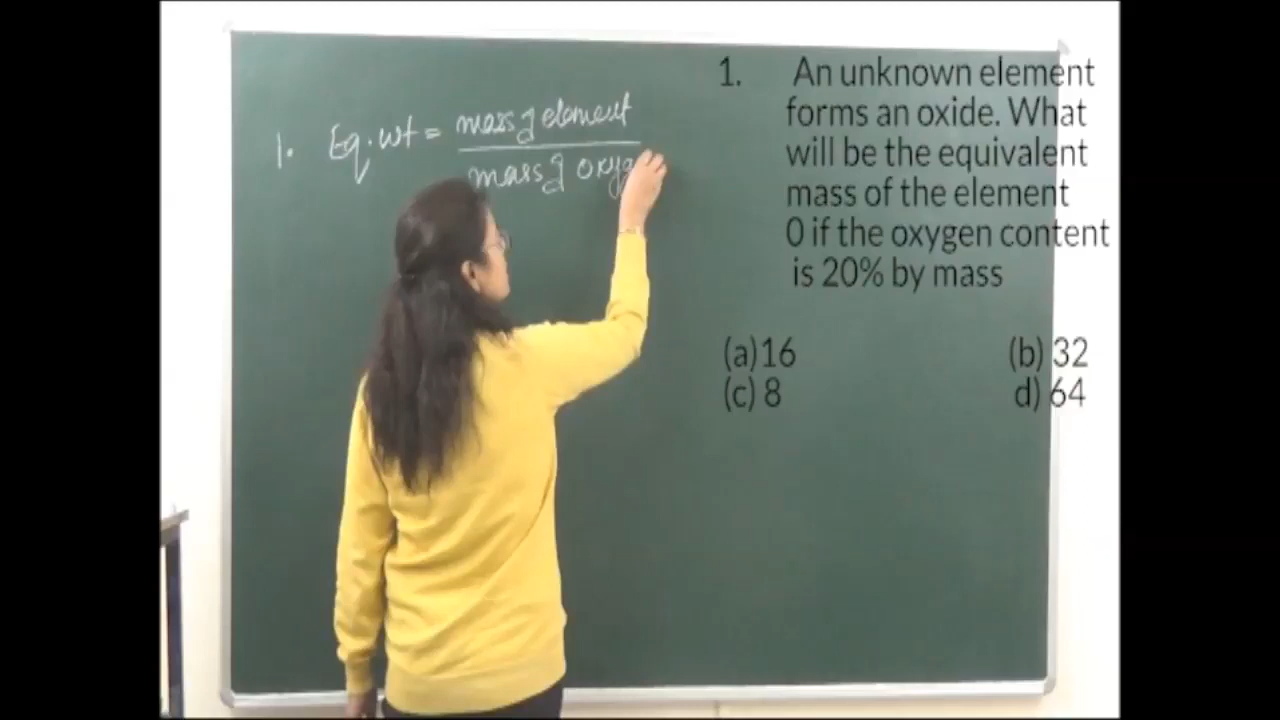 1. Eq. wt = mass of element
mass of oxyg
1. An unknown element
forms an oxide. What
will be the equivalent
mass of the element
0 if the oxygen content
is 20% by mass
(a)16 (b) 32
(c) 8 d) 64